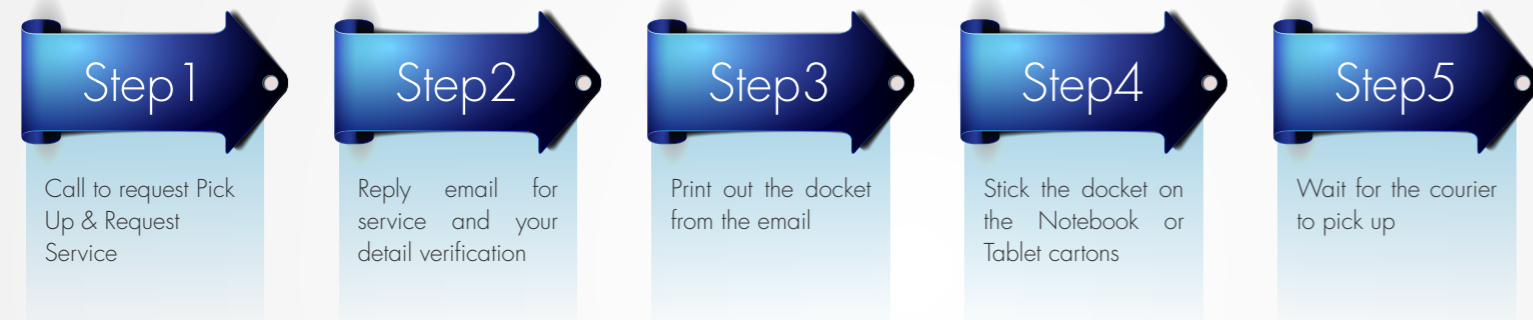 Step1
Call to request Pick
Up & Request
Service
Step2
Reply email for
service and your
detail verification
Step3
Print out the docket
from the email
Step4
Stick the docket on
the Notebook or
Tablet cartons
Step5
Wait for the courier
to pick up